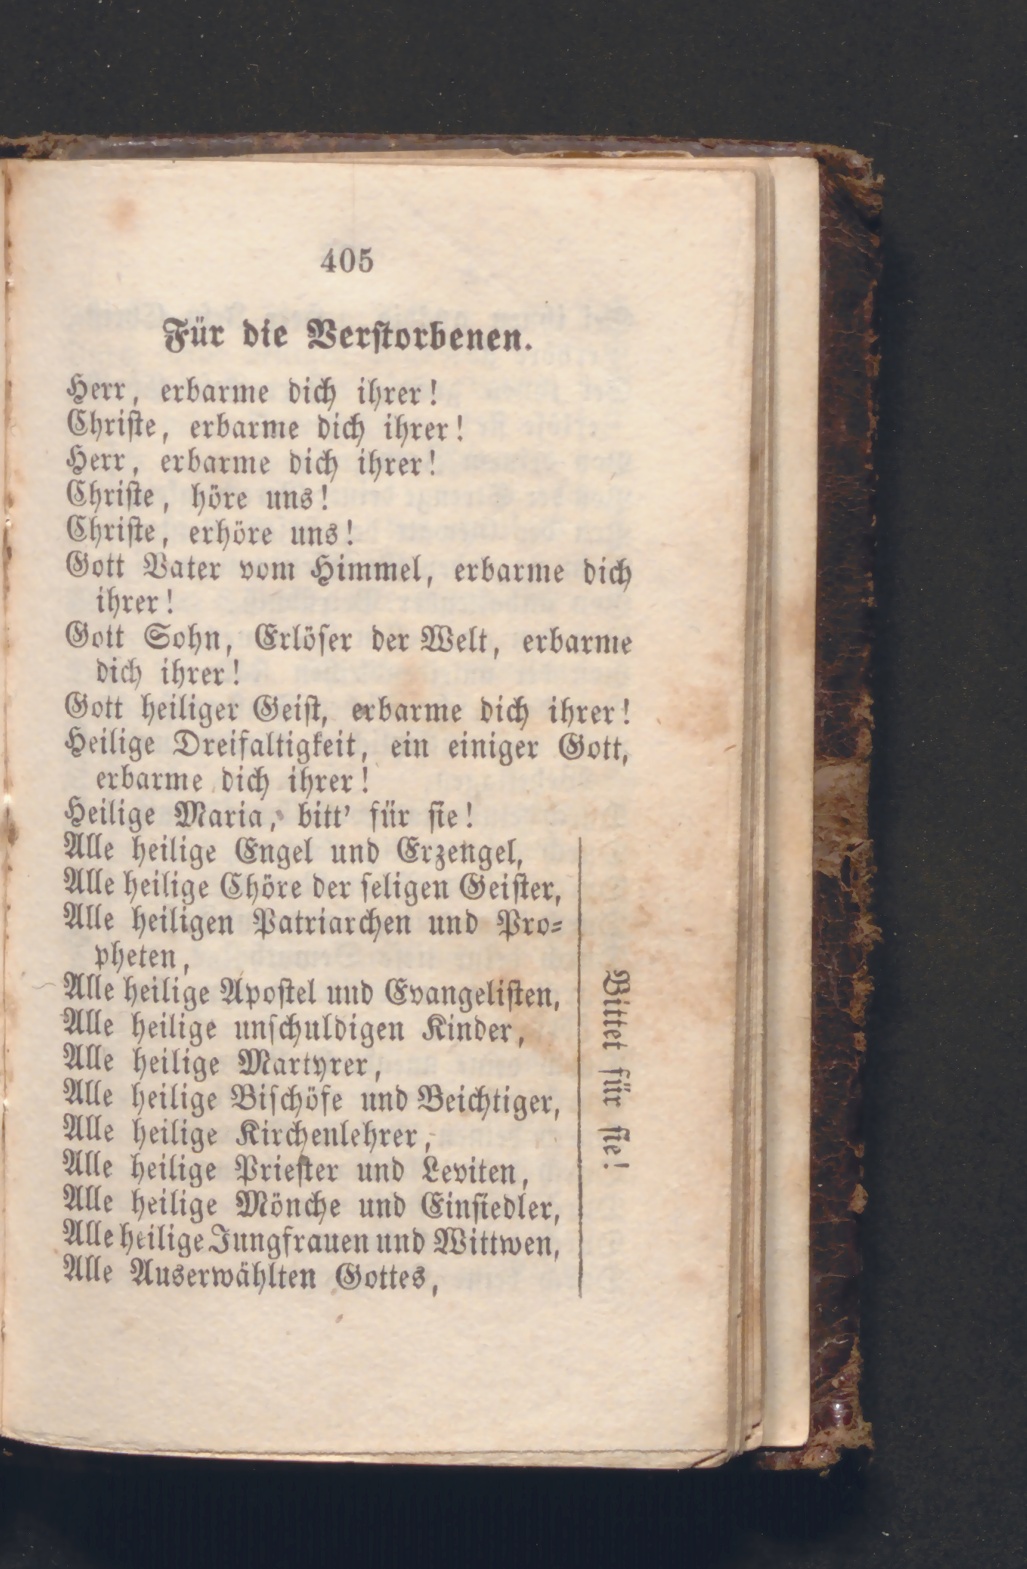 405
Für die Verstorbenen.
Herr, erbarme dich ihrer!
Christe, erbarme dich ihrer!
Herr, erbarme dich ihrer!
Christe, höre uns!
Christe, erhöre uns!
Gott Vater vom Himmel, erbarme dich
ihrer!
Gott Sohn, Erlöser der Welt, erbarme
dich ihrer!
Gott heiliger Geist, erbarme dich ihrer!
Heilige Dreifaltigkeit, ein einiger Gott,
erbarme dich ihrer!
Heilige Maria, bitt' für sie!
Alle heilige Engel und Erzengel,
Alle heilige Chöre der seligen Geister,
Alle heiligen Patriarchen und Pro-
pheten,
Alle heilige Apostel und Evangelisten,
Alle heilige unschuldigen Kinder,
Alle heilige Martyrer,
Alle heilige Bischöfe und Beichtiger,
Alle heilige Kirchenlehrer,
Alle heilige Priester und Leviten,
Alle heilige Mönche und Einsiedler,
Alle heilige Jungfrauen und Wittwen,
Alle Auserwählten Gottes,
Bittet für sie!